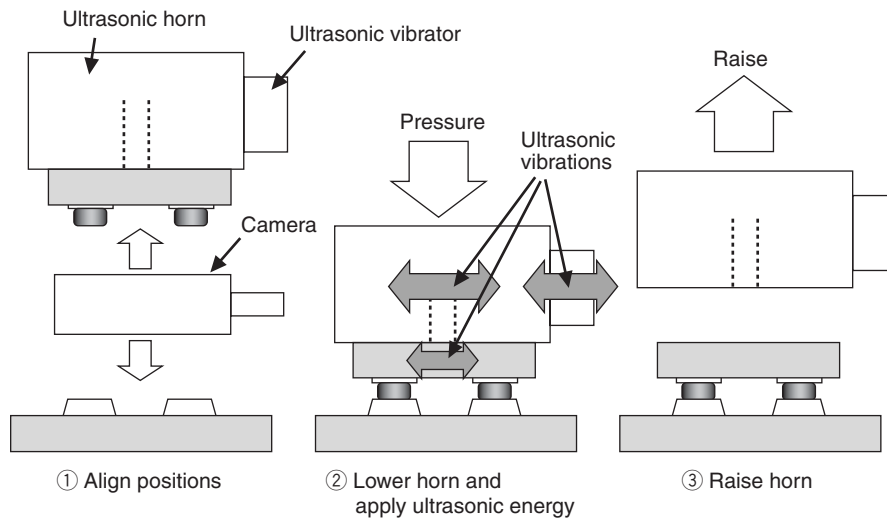 Ultrasonic horn
Ultrasonic vibrator
Camera
① Align positions
Pressure
Ultrasonic
vibrations
② Lower horn and
apply ultrasonic energy
Raise
③ Raise horn